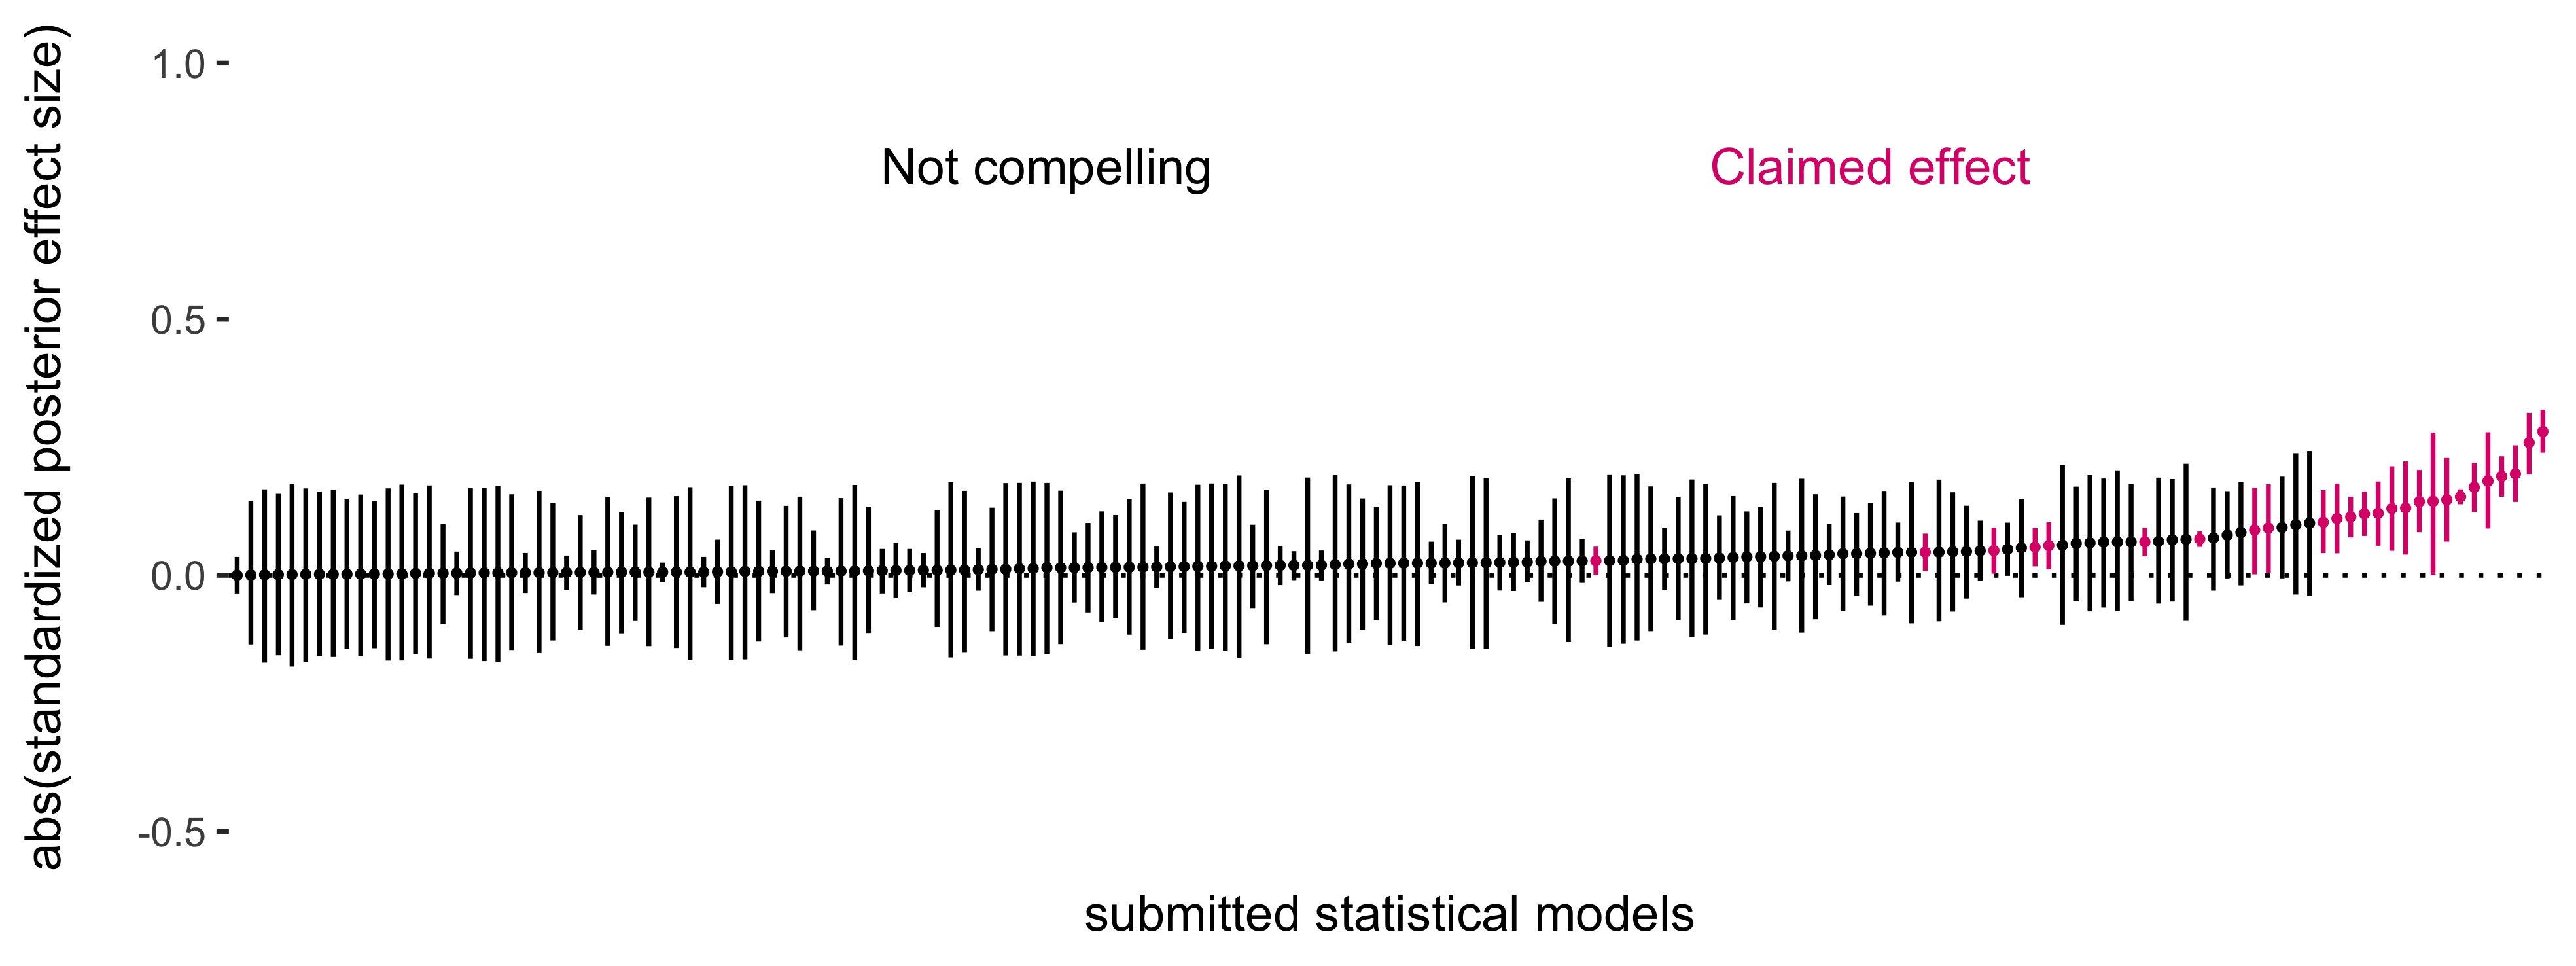 abs(standardized posterior effect size)
1.0
0.5
0.0
-0.5
Not compelling
Claimed effect
submitted statistical models